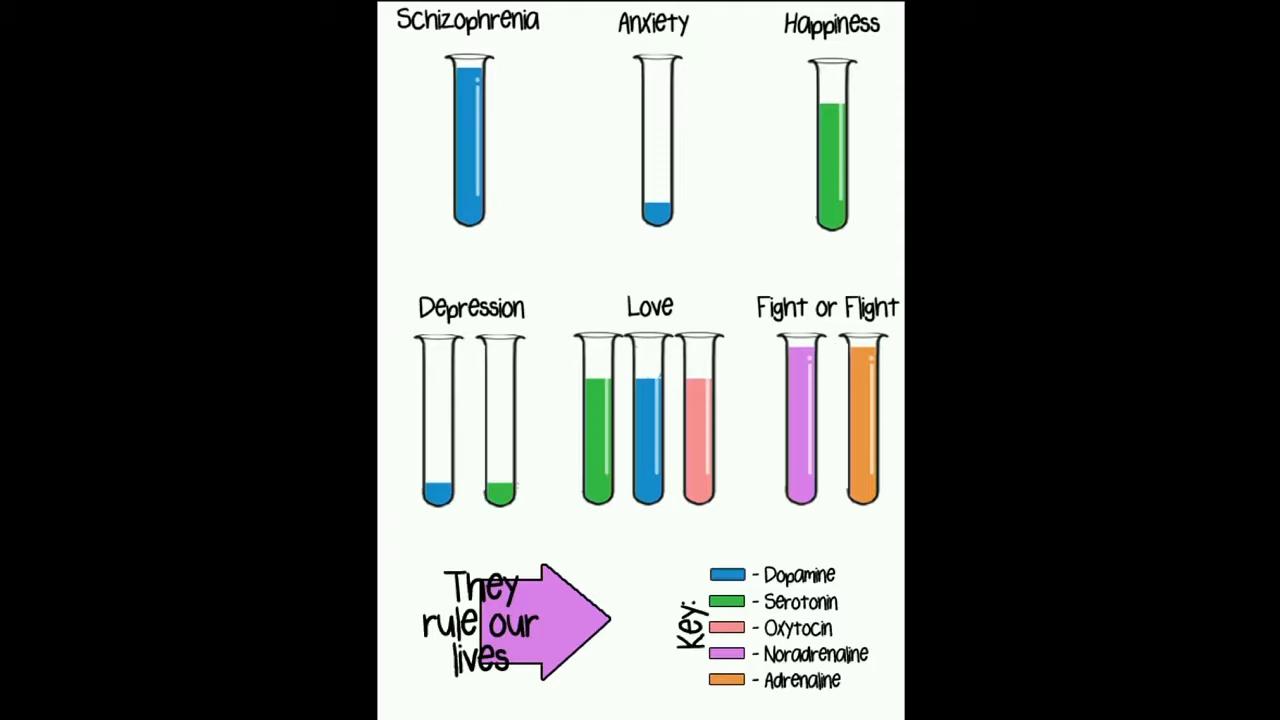 Schizophrenia
Anxiety
Happiness
Depression
Love
Fight or Flight
They
rule our
lives
Key:
- Dopamine
- Serotonin
- Oxytocin
- Noradrenaline
- Adrenaline